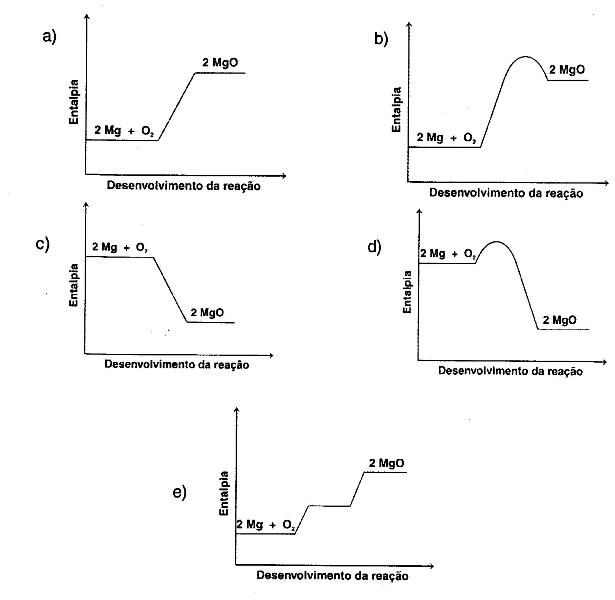 a)
Entalpia
2 Mg + O₂
2 MgO
Desenvolvimento da reação
b)
Entalpia
2 Mg + O₂
2 MgO
Desenvolvimento da reação
c)
Entalpia
2 Mg + O₂
2 MgO
Desenvolvimento da reação
d)
Entalpia
2 Mg + O₂
2 MgO
Desenvolvimento da reação
e)
Entalpia
2 Mg + O₂
2 MgO
Desenvolvimento da reação